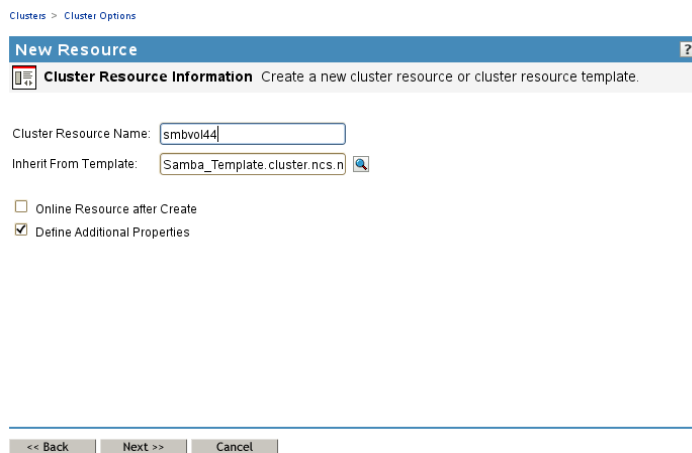 Clusters > Cluster Options
New Resource ?
Cluster Resource Information Create a new cluster resource or cluster resource template.
Cluster Resource Name: smbvol44
Inherit From Template: Samba_Template.cluster.ncs.n
Online Resource after Create
Define Additional Properties
<< Back Next >> Cancel